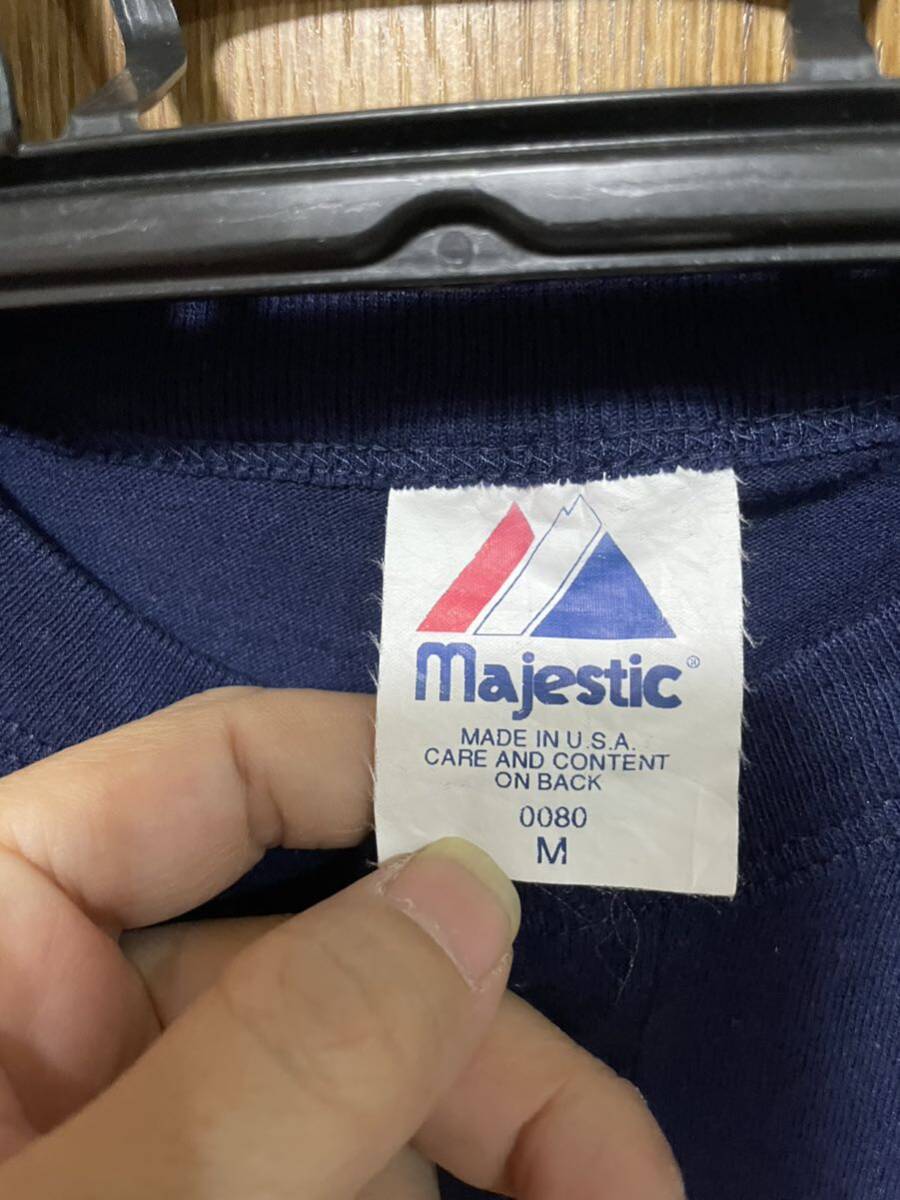 Majestic®
MADE IN U.S.A.
CARE AND CONTENT
ON BACK
0080
M